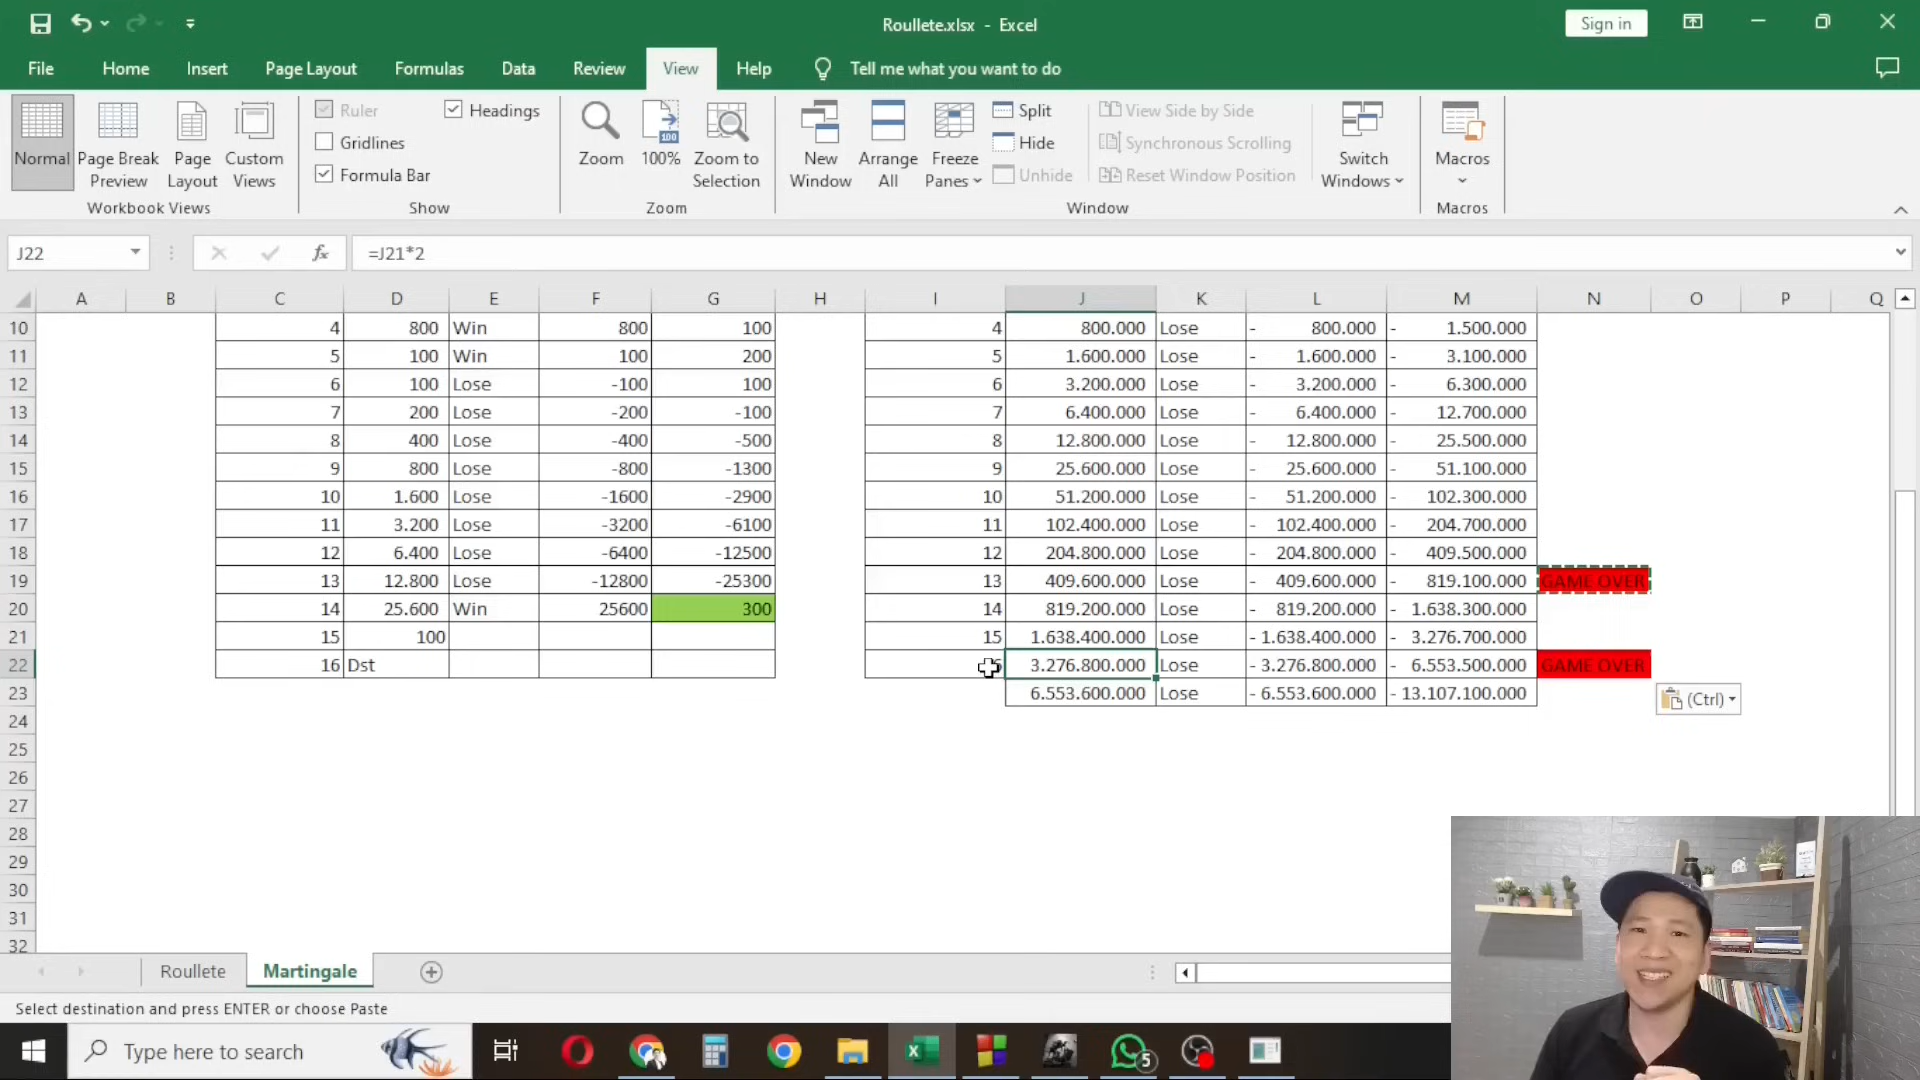 Roullete.xlsx - Excel
Sign in
File Home Insert Page Layout Formulas Data Review View Help Tell me what you want to do
Normal Page Break Preview Page Layout Custom Views
Workbook Views
Ruler Headings
Gridlines
Formula Bar
Show
Zoom 100% Zoom to Selection
Zoom
New Window Arrange All Freeze Panes
Split
Hide
Unhide
View Side by Side
Synchronous Scrolling
Reset Window Position
Switch Windows
Window
Macros
Macros
J22 fx =J21*2
A B C D E F G H I J K L M N O P Q
10 4 800 Win 800 100 4 800.000 Lose - 800.000 - 1.500.000
11 5 100 Win 100 200 5 1.600.000 Lose - 1.600.000 - 3.100.000
12 6 100 Lose -100 100 6 3.200.000 Lose - 3.200.000 - 6.300.000
13 7 200 Lose -200 -100 7 6.400.000 Lose - 6.400.000 - 12.700.000
14 8 400 Lose -400 -500 8 12.800.000 Lose - 12.800.000 - 25.500.000
15 9 800 Lose -800 -1300 9 25.600.000 Lose - 25.600.000 - 51.100.000
16 10 1.600 Lose -1600 -2900 10 51.200.000 Lose - 51.200.000 - 102.300.000
17 11 3.200 Lose -3200 -6100 11 102.400.000 Lose - 102.400.000 - 204.700.000
18 12 6.400 Lose -6400 -12500 12 204.800.000 Lose - 204.800.000 - 409.500.000
19 13 12.800 Lose -12800 -25300 13 409.600.000 Lose - 409.600.000 - 819.100.000 GAME OVER
20 14 25.600 Win 25600 300 14 819.200.000 Lose - 819.200.000 - 1.638.300.000
21 15 100 15 1.638.400.000 Lose - 1.638.400.000 - 3.276.700.000
22 16 Dst 3.276.800.000 Lose - 3.276.800.000 - 6.553.500.000 GAME OVER
23 6.553.600.000 Lose - 6.553.600.000 - 13.107.100.000
(Ctrl)
24
25
26
27
28
29
30
31
32
Roullete Martingale
Select destination and press ENTER or choose Paste
Type here to search
5